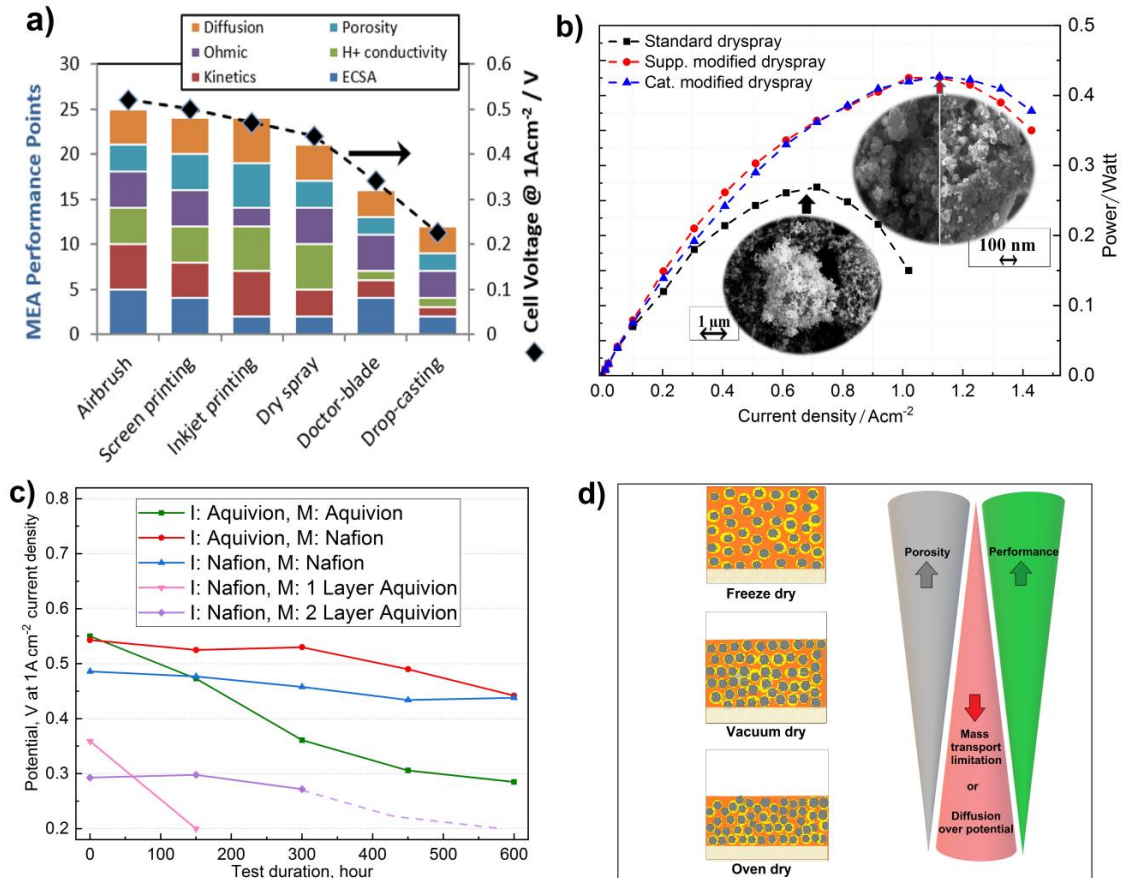 a)
Diffusion
Porosity
Ohmic
H+ conductivity
Kinetics
ECSA
MEA Performance Points
30
25
20
15
10
5
0
0.6
0.5
0.4
0.3
0.2
0.1
0
Cell Voltage @ 1Acm-2 / V
Airbrush
Screen printing
Inkjet printing
Dry spray
Doctor-blade
Drop-casting
b)
Standard dryspray
Supp. modified dryspray
Cat. modified dryspray
0.5
0.4
0.3
0.2
0.1
0.0
Power/Watt
100 nm
1 μm
0.0
0.2
0.4
0.6
0.8
1.0
1.2
1.4
Current density / Acm-2
c)
I: Aquivion, M: Aquivion
I: Aquivion, M: Nafion
I: Nafion, M: Nafion
I: Nafion, M: 1 Layer Aquivion
I: Nafion, M: 2 Layer Aquivion
Potential, V at 1 A cm-2 current density
0.8
0.7
0.6
0.5
0.4
0.3
0.2
0
100
200
300
400
500
600
Test duration, hour
d)
Freeze dry
Vacuum dry
Oven dry
Porosity
Performance
Mass
transport
limitation
or
Diffusion
over potential